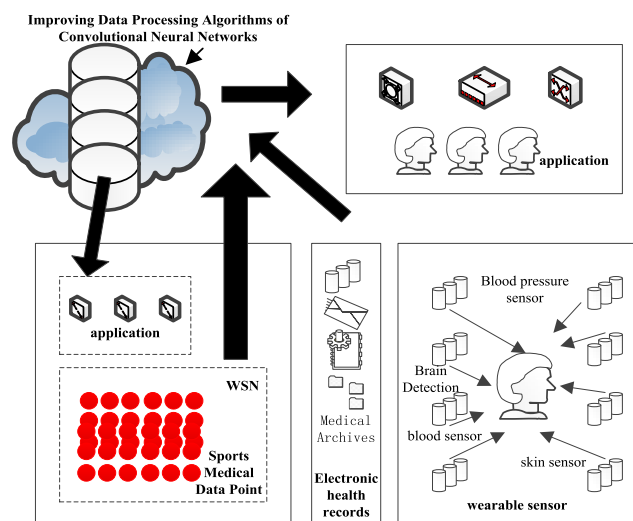 Improving Data Processing Algorithms of
Convolutional Neural Networks
application
application
WSN
Sports
Medical
Data Point
Medical
Archives
Electronic
health
records
Blood pressure
sensor
Brain
Detection
blood sensor
skin sensor
wearable sensor